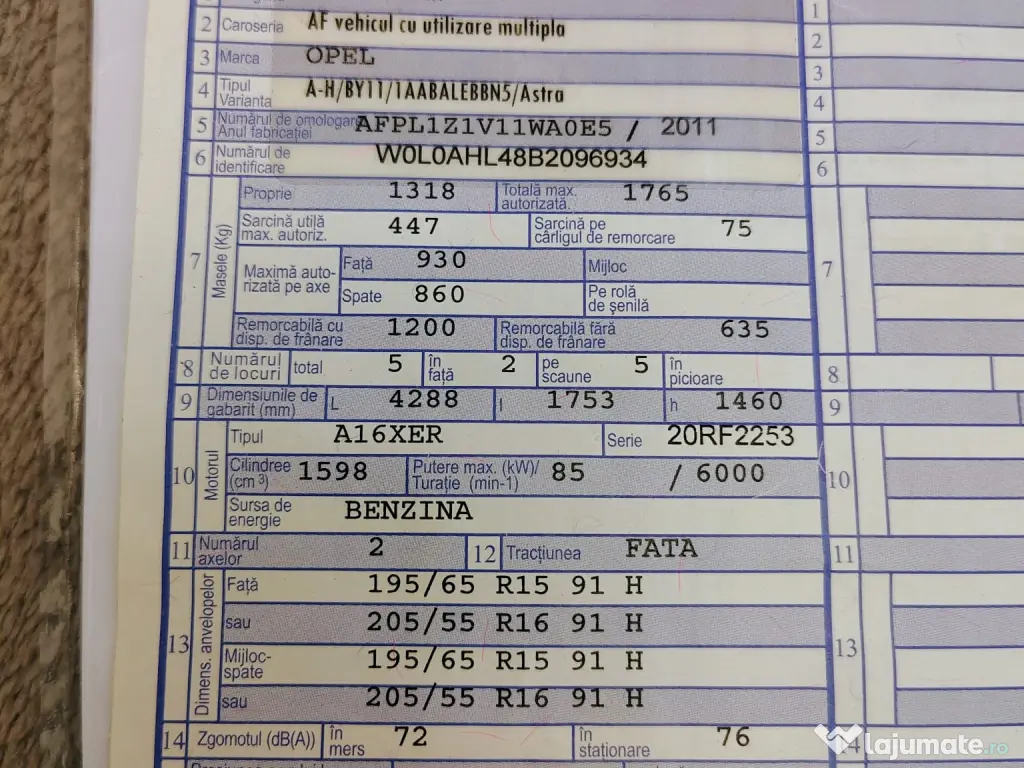 2 Caroseria AF vehicul cu utilizare multipla
3 Marca OPEL
4 Tipul Varianta A-H/BY11/1AABALEBBN5/Astra
5 Numărul de omologare Anul fabricației AFPL1Z1V11WA0E5 / 2011
6 Numărul de identificare W0L0AHL48B2096934
7 Masele (Kg)
Proprie 1318 Totală max. autorizată. 1765
Sarcină utilă max. autoriz. 447 Sarcină pe cârligul de remorcare 75
Maximă auto-rizată pe axe Față 930 Mijloc
Spate 860 Pe rolă de șenilă
Remorcabilă cu disp. de frânare 1200 Remorcabilă fără disp. de frânare 635
8 Numărul de locuri total 5 în față 2 pe scaune 5 în picioare
9 Dimensiunile de gabarit (mm) L 4288 l 1753 h 1460
10 Motorul
Tipul A16XER Serie 20RF2253
Cilindree (cm³) 1598 Putere max. (kW)/ Turație (min-1) 85 / 6000
Sursa de energie BENZINA
11 Numărul axelor 2 12 Tracțiunea FATA
13 Dimens. anvelopelor
Față 195/65 R15 91 H
sau 205/55 R16 91 H
Mijloc-spate 195/65 R15 91 H
sau 205/55 R16 91 H
14 Zgomotul (dB(A)) în mers 72 în staționare 76
1
2
3
4
5
6
7
8
9
10
11
13
14
lajumate.ro